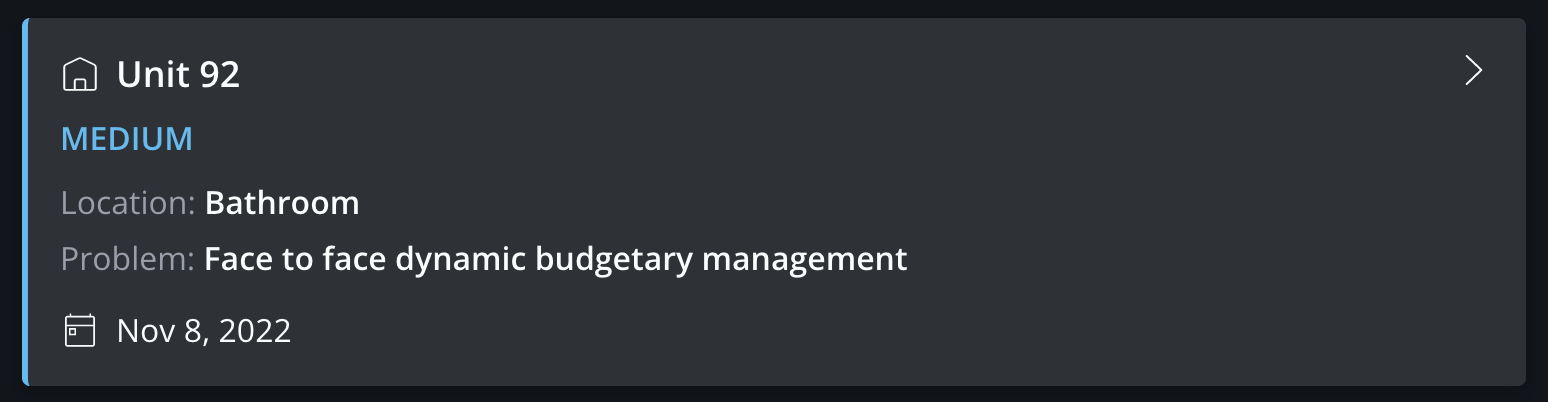 Unit 92
MEDIUM
Location: Bathroom
Problem: Face to face dynamic budgetary management
Nov 8, 2022